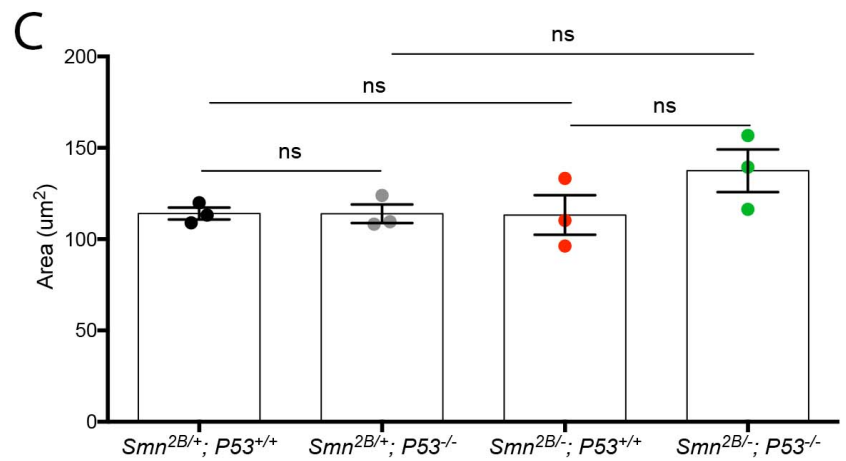 C
ns
ns
ns
ns
200
150
100
50
0
Area (um²)
Smn²ᴮ/⁺; P53⁺/⁺
Smn²ᴮ/⁺; P53⁻/⁻
Smn²ᴮ/⁻; P53⁺/⁺
Smn²ᴮ/⁻; P53⁻/⁻